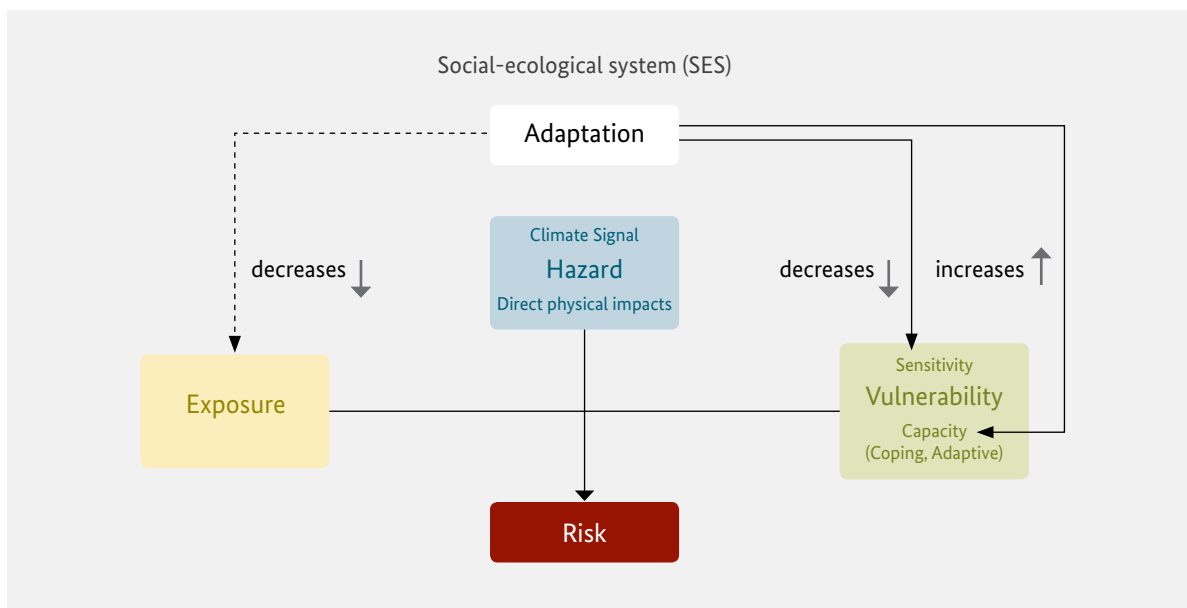 Social-ecological system (SES)
Adaptation
Climate Signal
Hazard
Direct physical impacts
decreases
decreases
increases
Exposure
Sensitivity
Vulnerability
Capacity
(Coping, Adaptive)
Risk